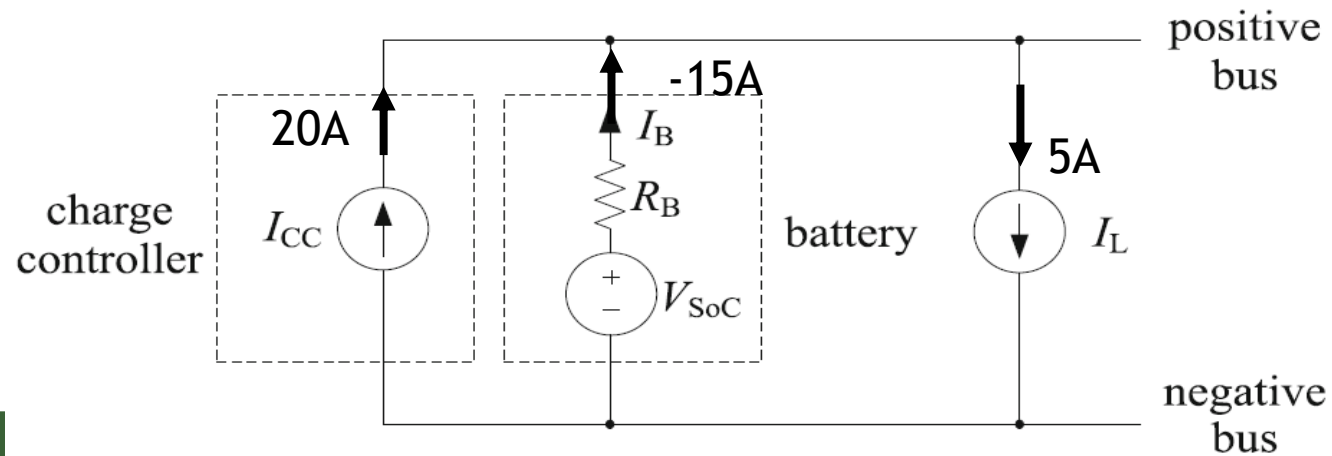 positive
bus
-15A
20A
I_B
5A
charge
controller
I_CC
R_B
battery
I_L
+
−
V_SoC
negative
bus